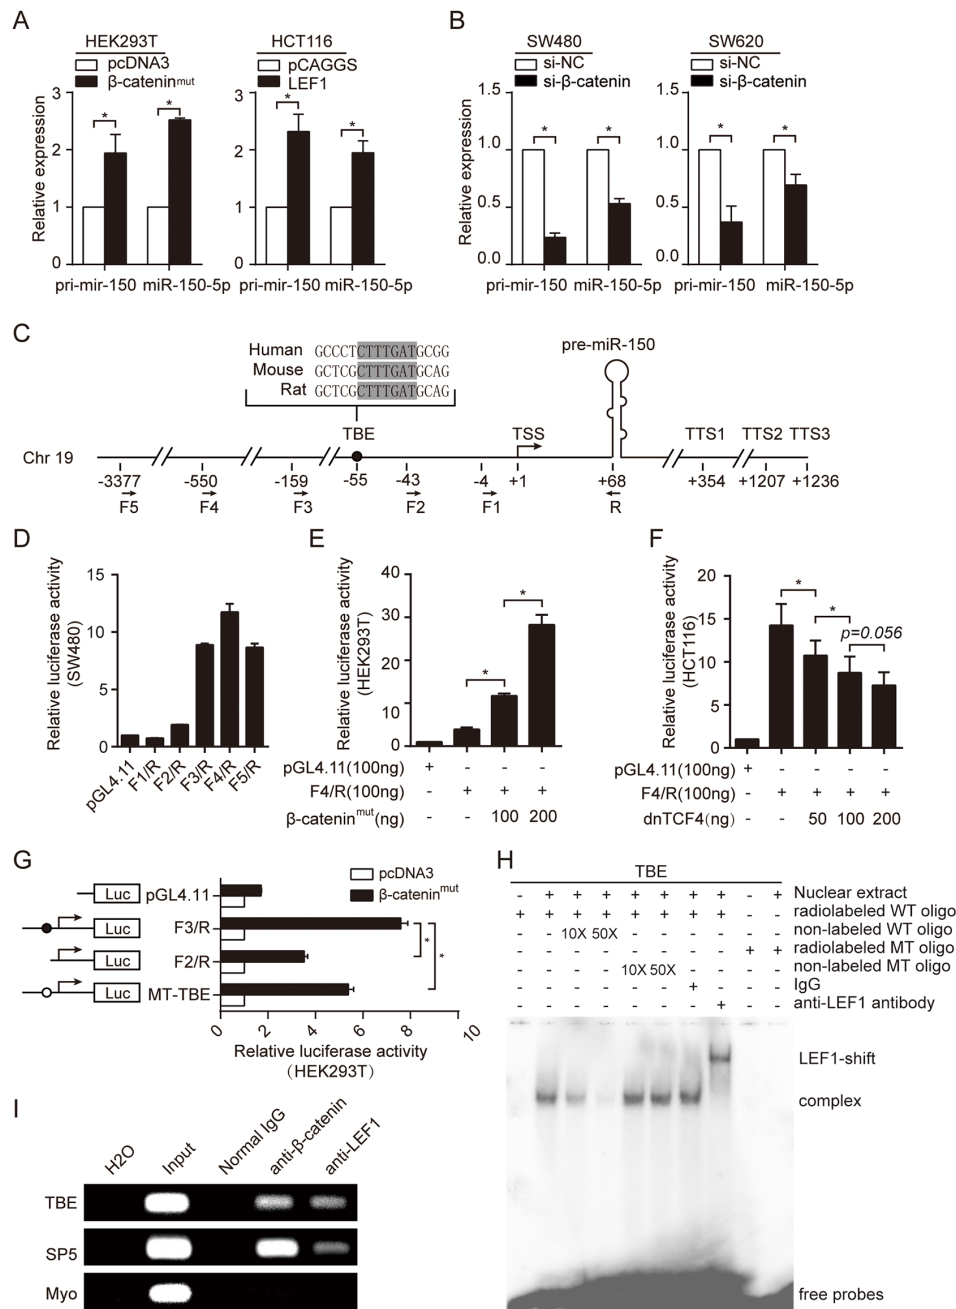 A
HEK293T
pcDNA3
β-catenin^mut
HCT116
pCAGGS
LEF1
Relative expression
3
2
1
0
* *
pri-mir-150 miR-150-5p
3
2
1
0
* *
pri-mir-150 miR-150-5p
B
SW480
si-NC
si-β-catenin
SW620
si-NC
si-β-catenin
Relative expression
1.5
1.0
0.5
0.0
* *
pri-mir-150 miR-150-5p
1.5
1.0
0.5
0.0
* *
pri-mir-150 miR-150-5p
C
Human GCCCTCTTTGATGCGG
Mouse GCTCGCTTTGATGCAG
Rat GCTCGCTTTGATGCAG
pre-miR-150
TBE TSS TTS1 TTS2 TTS3
Chr 19
-3377 -550 -159 -55 -43 -4 +1 +68 +354 +1207 +1236
F5 F4 F3 F2 F1 R
D
Relative luciferase activity
(SW480)
15
10
5
0
pGL4.11 F1/R F2/R F3/R F4/R F5/R
E
Relative luciferase activity
(HEK293T)
40
30
20
10
0
* *
pGL4.11(100ng) + - - -
F4/R(100ng) - + + +
β-catenin^mut(ng) - - 100 200
F
Relative luciferase activity
(HCT116)
20
15
10
5
0
* * p=0.056
pGL4.11(100ng) + - - - -
F4/R(100ng) - + + + +
dnTCF4(ng) - - 50 100 200
G
pcDNA3
β-catenin^mut
Luc pGL4.11
Luc F3/R
Luc F2/R
Luc MT-TBE
* *
0 2 4 6 8 10
Relative luciferase activity
(HEK293T)
H
TBE
- + + + + + + + - + Nuclear extract
+ + + + + + + + - - radiolabeled WT oligo
- - 10X 50X - - - - - - non-labeled WT oligo
- - - - - - - - + + radiolabeled MT oligo
- - - - 10X 50X - - - - non-labeled MT oligo
- - - - - - + - - - IgG
- - - - - - - + - - anti-LEF1 antibody
LEF1-shift
complex
free probes
I
H2O Input Normal IgG anti-β-catenin anti-LEF1
TBE
SP5
Myo